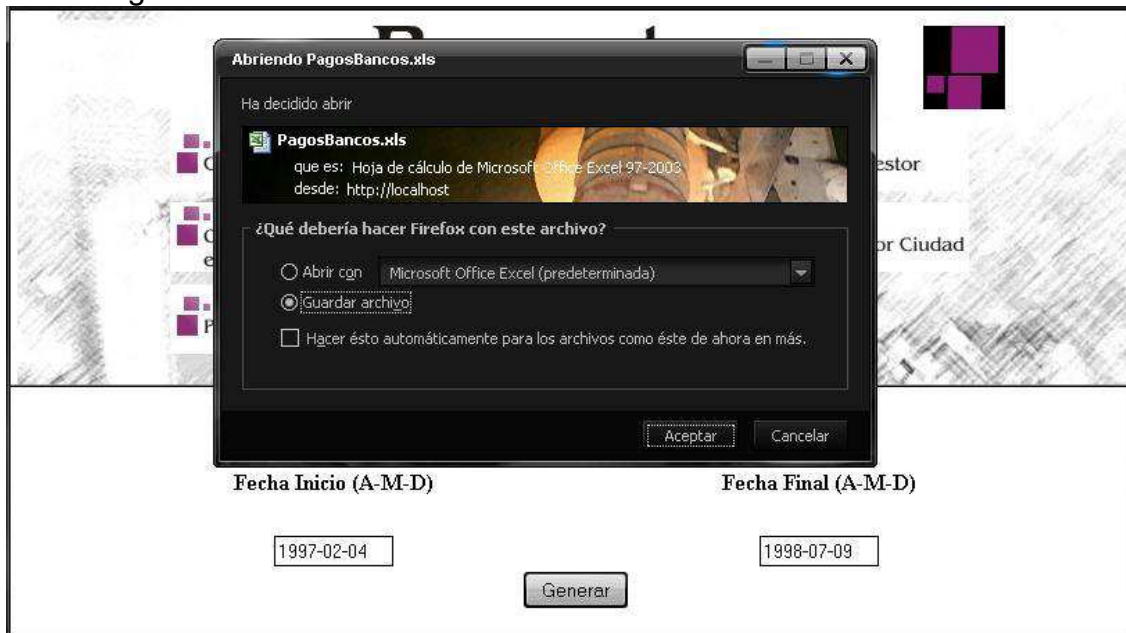 Abriendo PagosBancos.xls
Ha decidido abrir
PagosBancos.xls
que es: Hoja de cálculo de Microsoft Office Excel 97-2003
desde: http://localhost
¿Qué debería hacer Firefox con este archivo?
Abrir con Microsoft Office Excel (predeterminada)
Guardar archivo
Hacer ésto automáticamente para los archivos como éste de ahora en más.
Aceptar Cancelar
Ciudad
Fecha Inicio (A-M-D) Fecha Final (A-M-D)
1997-02-04 1998-07-09
Generar